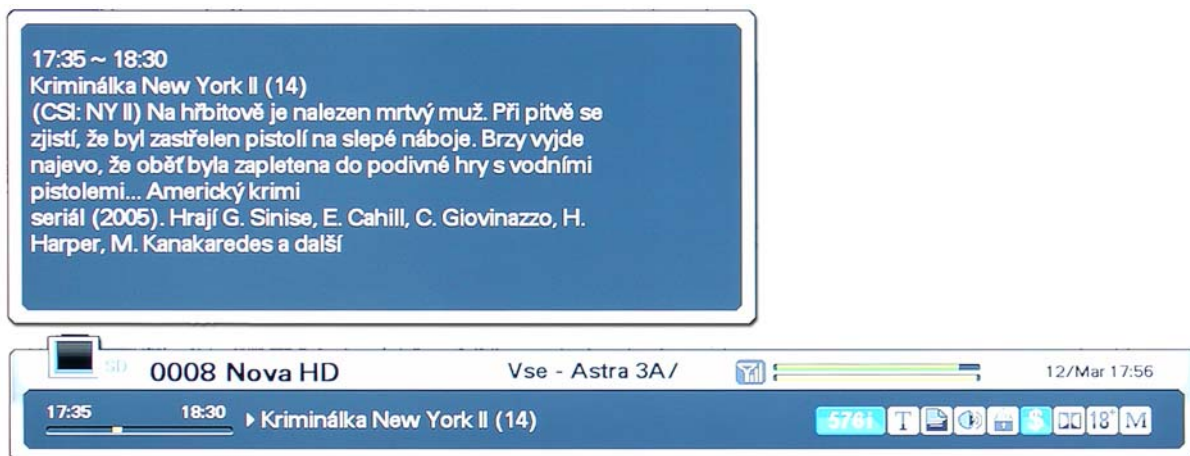 17:35 ~ 18:30
Kriminálka New York II (14)
(CSI: NY II) Na hřbitově je nalezen mrtvý muž. Při pitvě se
zjistí, že byl zastřelen pistolí na slepé náboje. Brzy vyjde
najevo, že oběť byla zapletena do podivné hry s vodními
pistolemi... Americký krimi
seriál (2005). Hrají G. Sinise, E. Cahill, C. Giovinazzo, H.
Harper, M. Kanakaredes a další
SD 0008 Nova HD Vse - Astra 3A/ 12/Mar 17:56
17:35 18:30 Kriminálka New York II (14) 576i T $ 18+ M